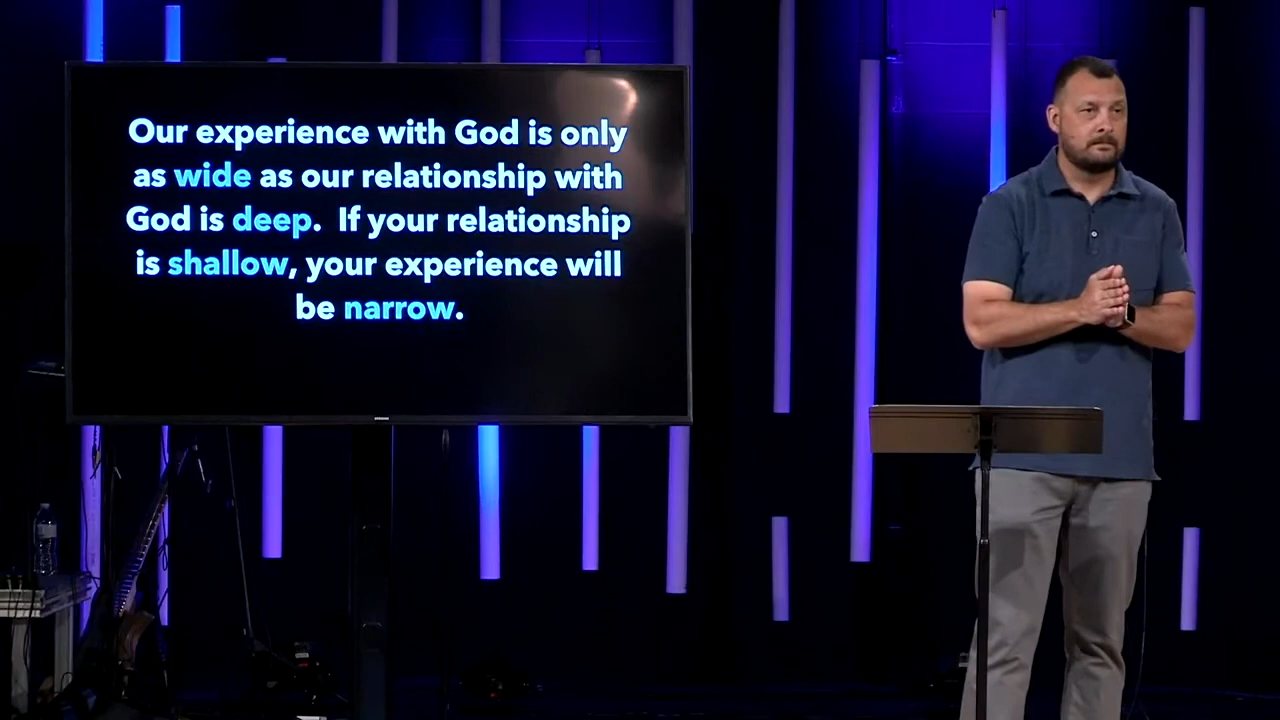 Our experience with God is only
as wide as our relationship with
God is deep.  If your relationship
is shallow, your experience will
be narrow.
SAMSUNG